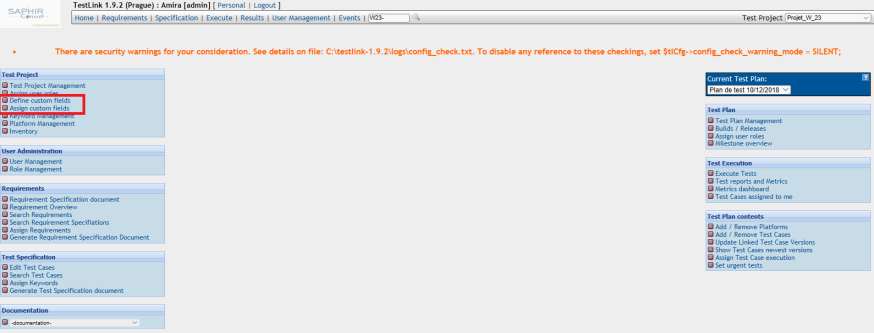 SAPHIR
Consult
TestLink 1.9.2 (Prague) : Amira [admin] [ Personal | Logout ]
Home | Requirements | Specification | Execute | Results | User Management | Events | W23-
Test Project Projet_W_23
• There are security warnings for your consideration. See details on file: C:\testlink-1.9.2\logs\config_check.txt. To disable any reference to these checkings, set $tlCfg->config_check_warning_mode = SILENT;
Test Project
Test Project Management
Assign user roles
Define custom fields
Assign custom fields
Keyword Management
Platform Management
Inventory
User Administration
User Management
Role Management
Requirements
Requirement Specification document
Requirement Overview
Search Requirements
Search Requirement Specifiations
Assign Requirements
Generate Requirement Specification Document
Test Specification
Edit Test Cases
Search Test Cases
Assign Keywords
Generate Test Specification document
Documentation
-documentation-
Current Test Plan: ?
Plan de test 10/12/2018
Test Plan
Test Plan Management
Builds / Releases
Assign user roles
Milestone overview
Test Execution
Execute Tests
Test reports and Metrics
Metrics dashboard
Test Cases assigned to me
Test Plan contents
Add / Remove Platforms
Add / Remove Test Cases
Update Linked Test Case Versions
Show Test Cases newest versions
Assign Test Case execution
Set urgent tests